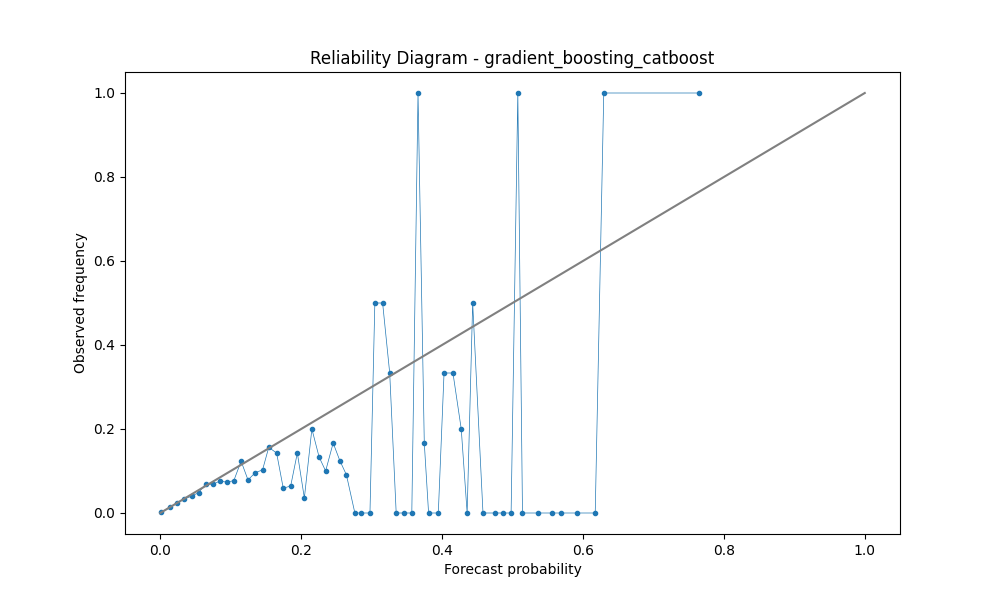 Reliability Diagram - gradient_boosting_catboost
1.0
0.8
0.6
0.4
0.2
0.0
Observed frequency
0.0 0.2 0.4 0.6 0.8 1.0
Forecast probability